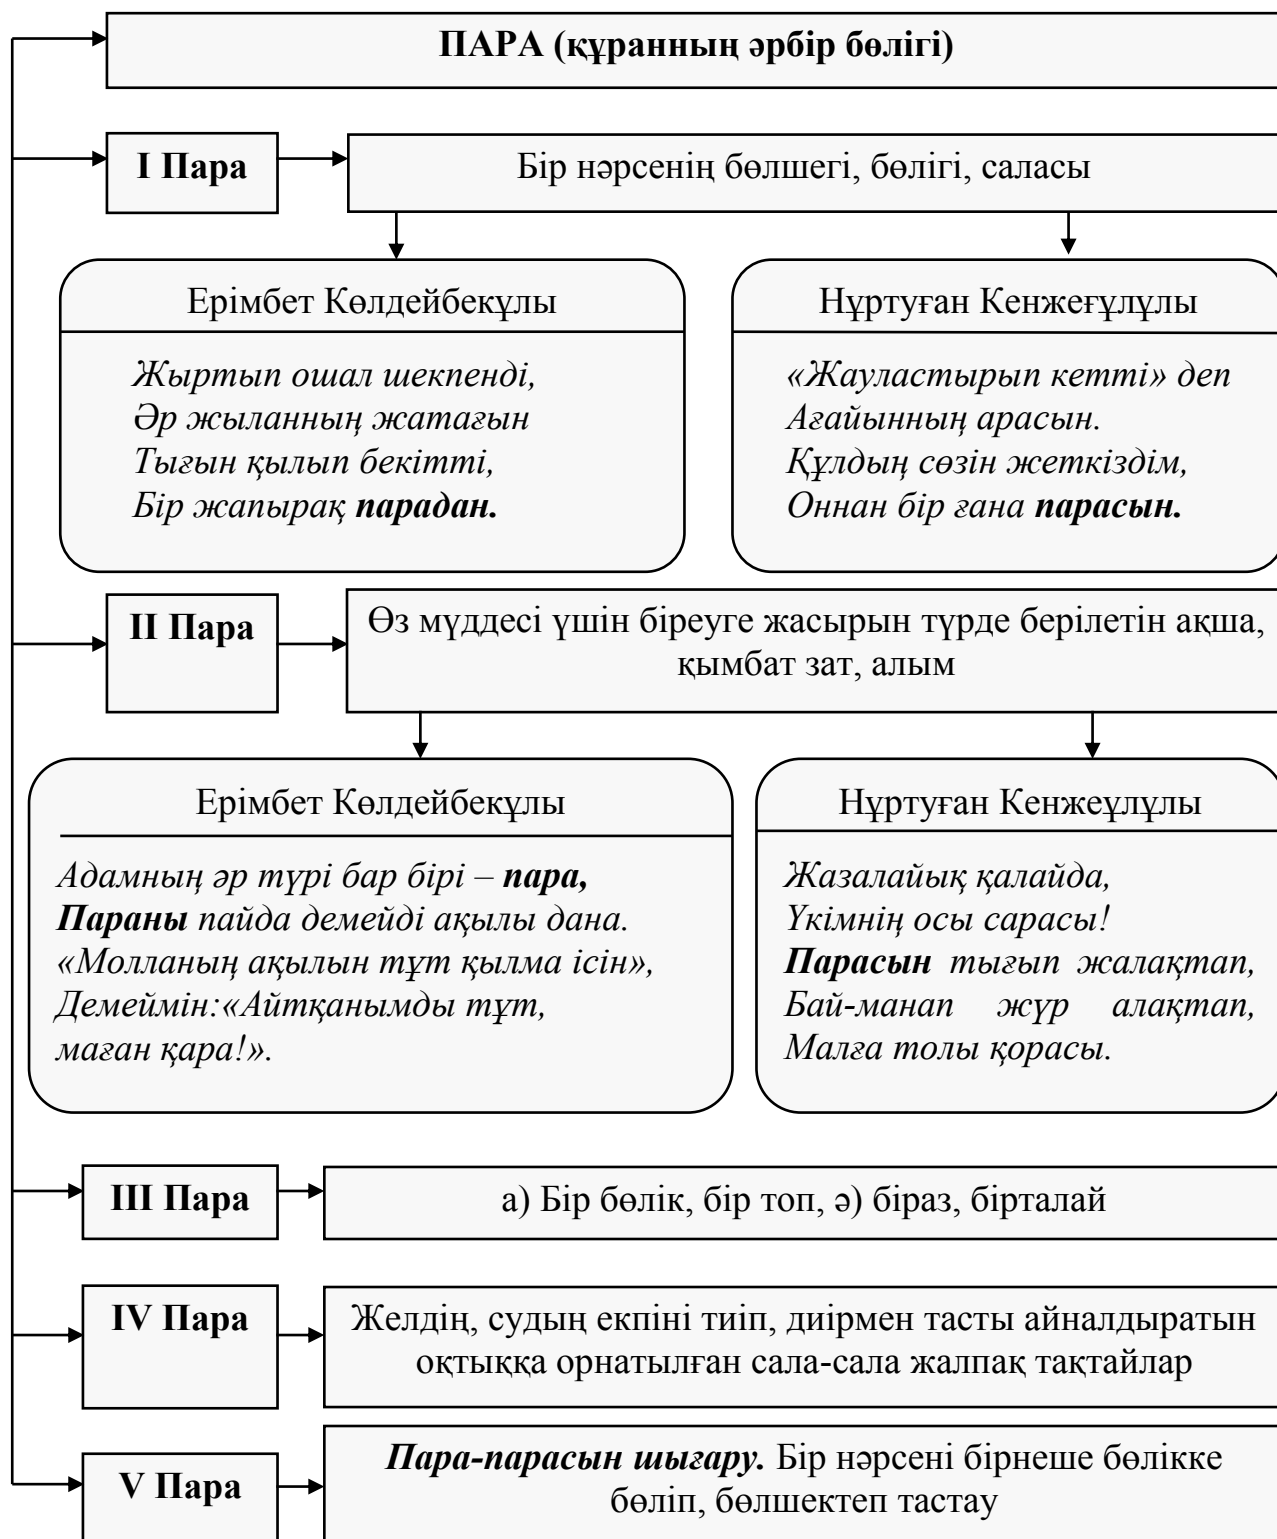 ПАРА (құранның әрбір бөлігі)
I Пара
Бір нәрсенің бөлшегі, бөлігі, саласы
Ерімбет Көлдейбекұлы
Жыртып ошал шекпенді,
Әр жыланның жатағын
Тығын қылып бекітті,
Бір жапырақ парадан.
Нұртуған Кенжеғұлұлы
«Жауластырып кетті» деп
Ағайынның арасын.
Құлдың сөзін жеткіздім,
Оннан бір ғана парасын.
II Пара
Өз мүддесі үшін біреуге жасырын түрде берілетін ақша,
қымбат зат, алым
Ерімбет Көлдейбекұлы
Адамның әр түрі бар бірі – пара,
Параны пайда демейді ақылы дана.
«Молланың ақылын тұт қылма ісін»,
Демеймін:«Айтқанымды тұт,
маған қара!».
Нұртуған Кенжеұлұлы
Жазалайық қалайда,
Үкімнің осы сарасы!
Парасын тығып жалақтап,
Бай-манап жүр алақтап,
Малға толы қорасы.
III Пара
а) Бір бөлік, бір топ, ә) біраз, бірталай
IV Пара
Желдің, судың екпіні тиіп, диірмен тасты айналдыратын
оқтыққа орнатылған сала-сала жалпақ тақтайлар
V Пара
Пара-парасын шығару. Бір нәрсені бірнеше бөлікке
бөліп, бөлшектеп тастау